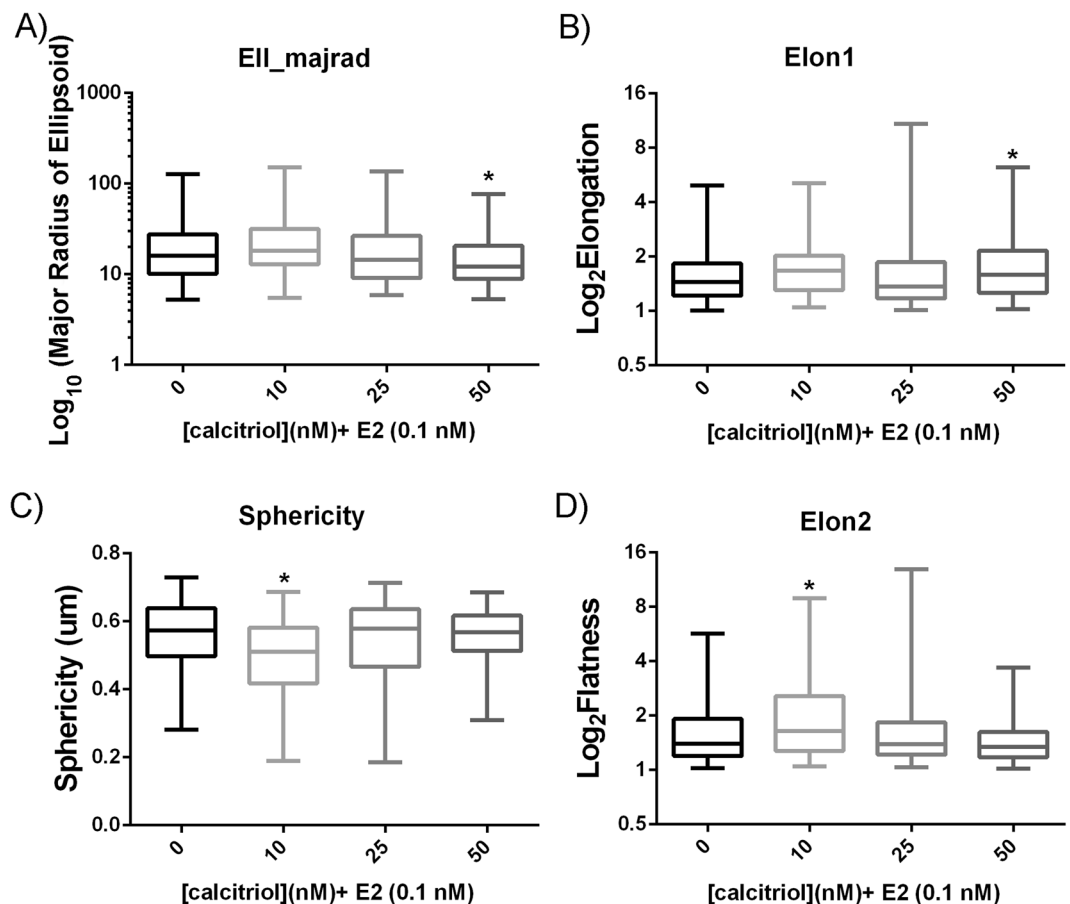 A)
Ell_majrad
Log10 (Major Radius of Ellipsoid)
1000
100
10
1
*
0
10
25
50
[calcitriol](nM)+ E2 (0.1 nM)
B)
Elon1
Log2Elongation
16
8
4
2
1
0.5
*
0
10
25
50
[calcitriol](nM)+ E2 (0.1 nM)
C)
Sphericity
Sphericity (um)
0.8
0.6
0.4
0.2
0.0
*
0
10
25
50
[calcitriol](nM)+ E2 (0.1 nM)
D)
Elon2
Log2Flatness
16
8
4
2
1
0.5
*
0
10
25
50
[calcitriol](nM)+ E2 (0.1 nM)